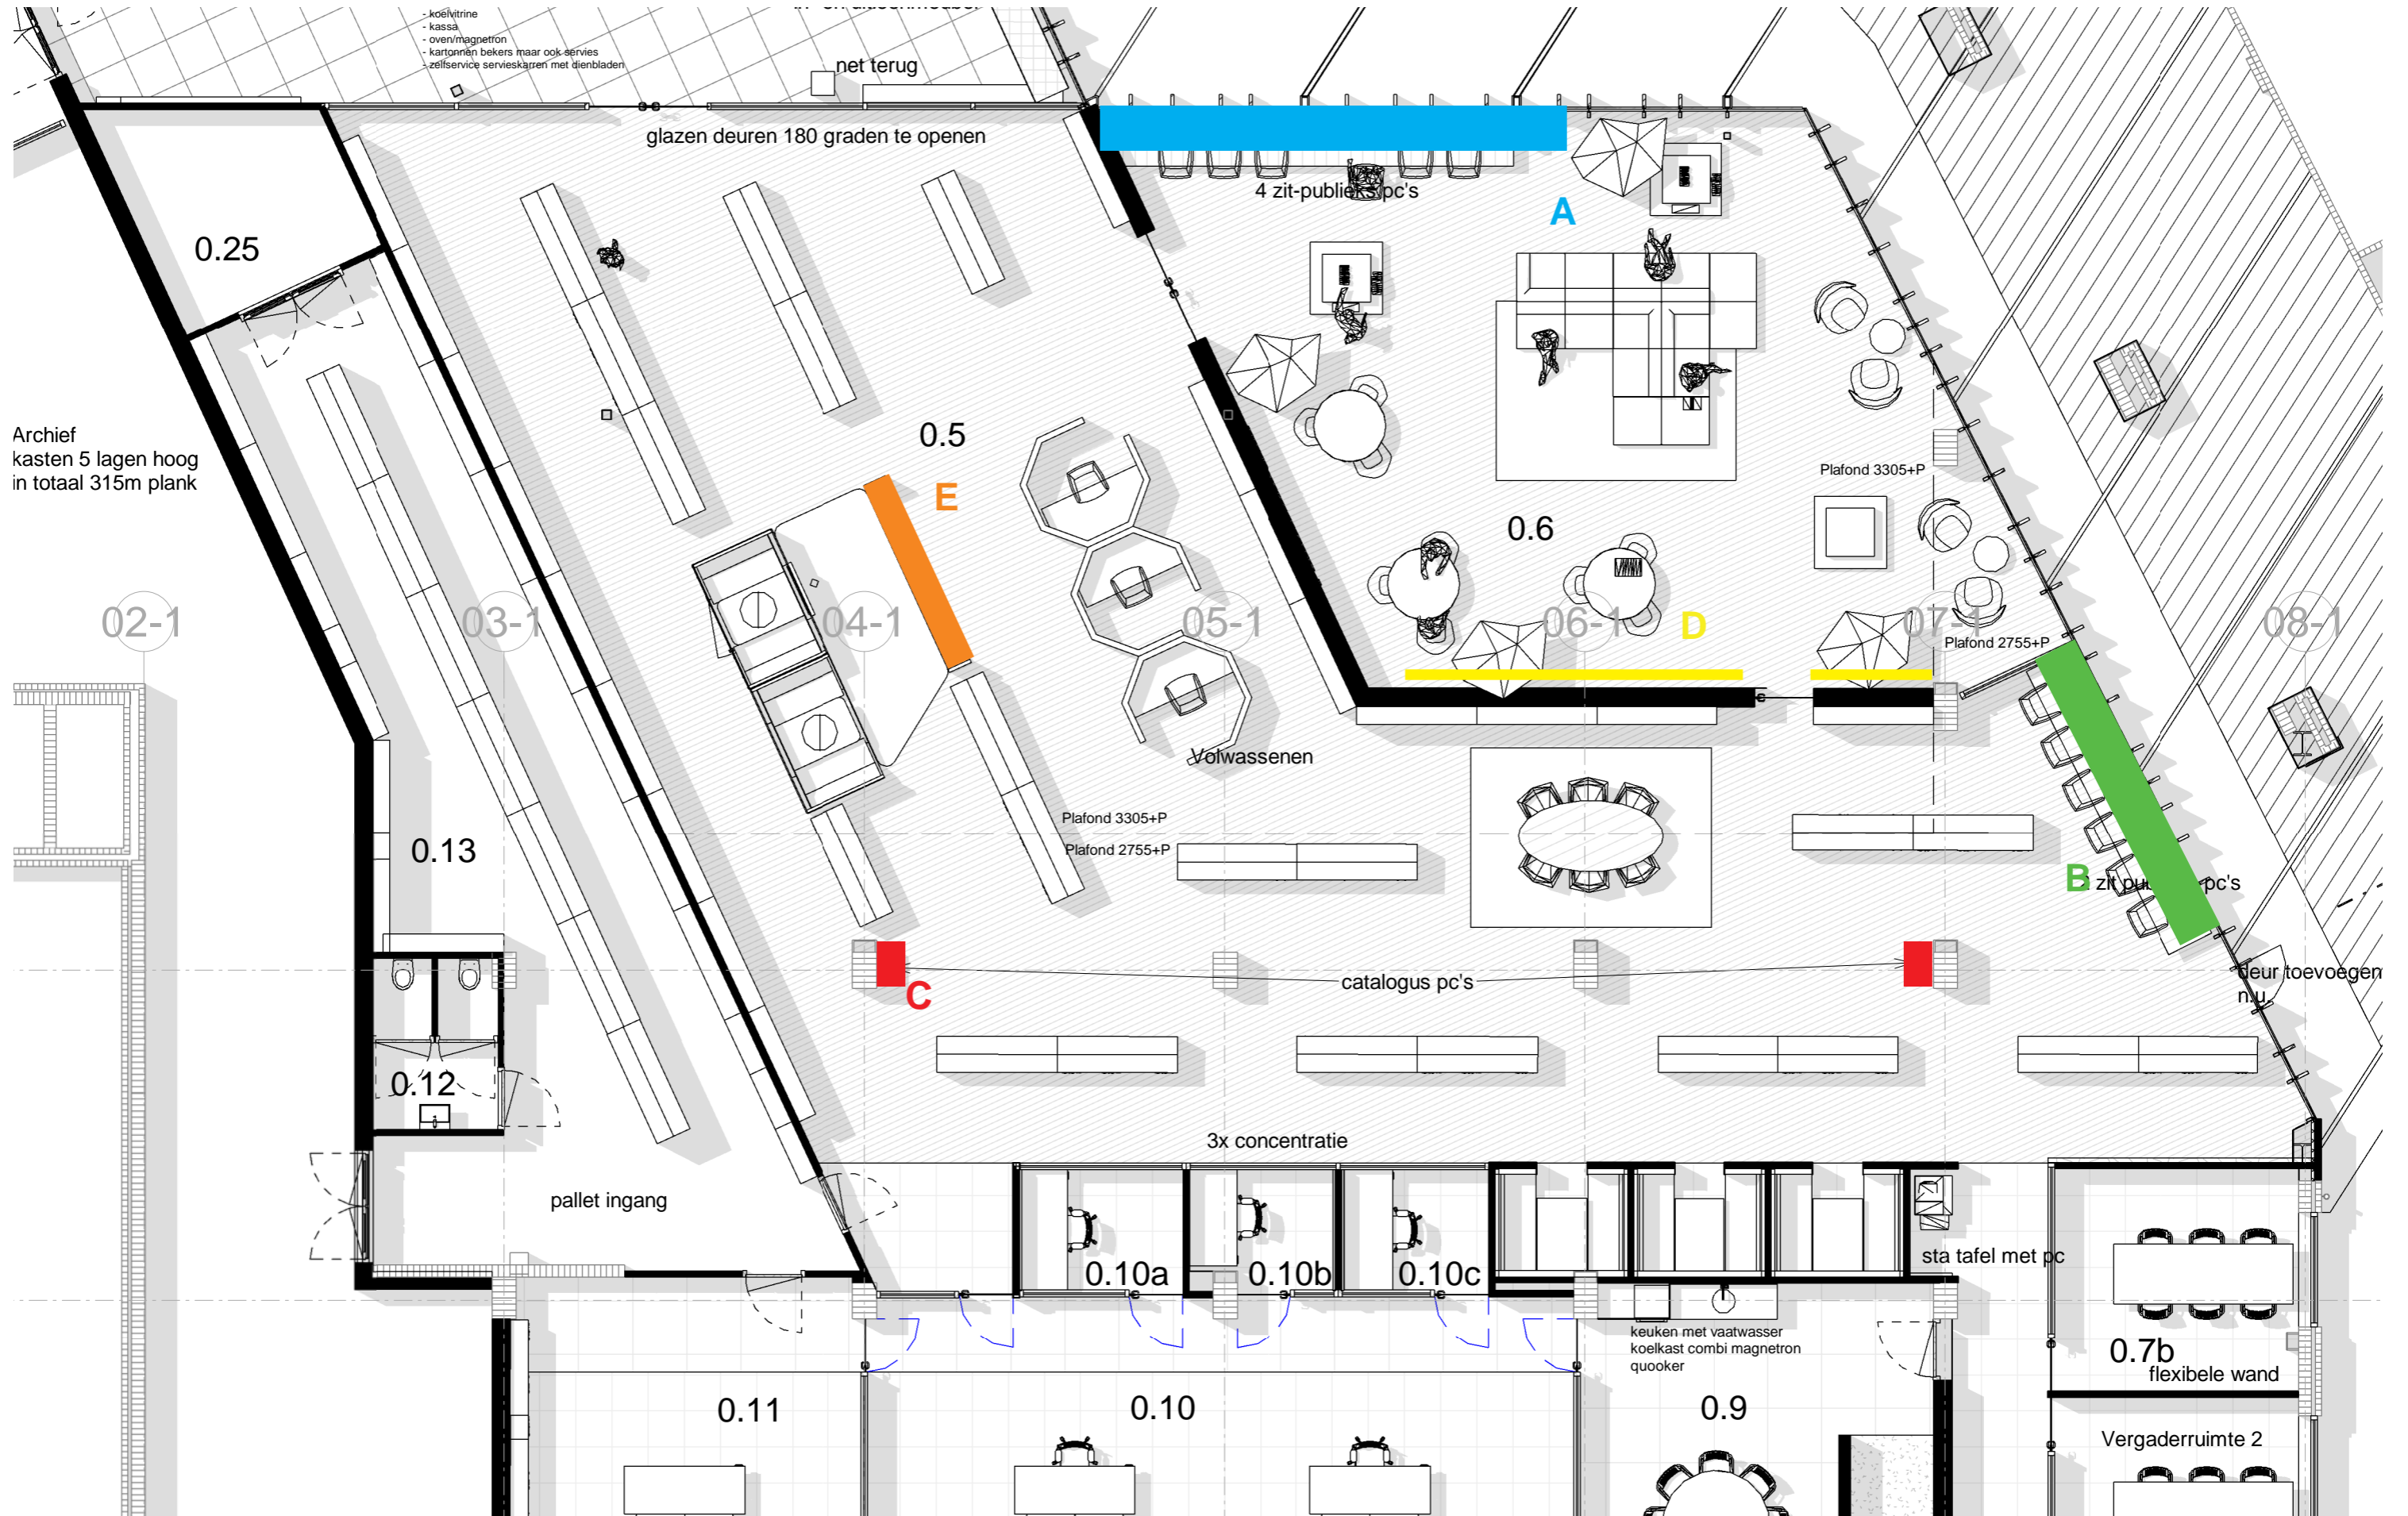 - koelvitrine
- kassa
- oven/magnetron
- kartonnen bekers maar ook servies
- zelfservice servieskarren met dienbladen
net terug
glazen deuren 180 graden te openen
4 zit-publieks pc's
A
0.25
Archief
kasten 5 lagen hoog
in totaal 315m plank
0.5
E
Plafond 3305+P
0.6
02-1
03-1
04-1
05-1
06-1
D
07-1
08-1
Plafond 2755+P
Volwassenen
Plafond 3305+P
Plafond 2755+P
0.13
B
zit pc's
catalogus pc's
C
deur toevoegen
n.u.
0.12
3x concentratie
pallet ingang
0.10a
0.10b
0.10c
sta tafel met pc
keuken met vaatwasser
koelkast combi magnetron
quooker
0.7b
flexibele wand
0.11
0.10
0.9
Vergaderruimte 2